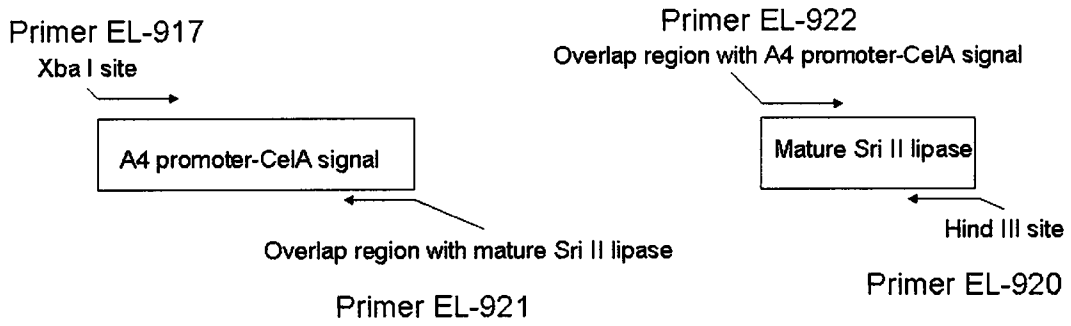 Primer EL-917
Xba I site
A4 promoter-CelA signal
Overlap region with mature Sri II lipase
Primer EL-921
Primer EL-922
Overlap region with A4 promoter-CelA signal
Mature Sri II lipase
Hind III site
Primer EL-920